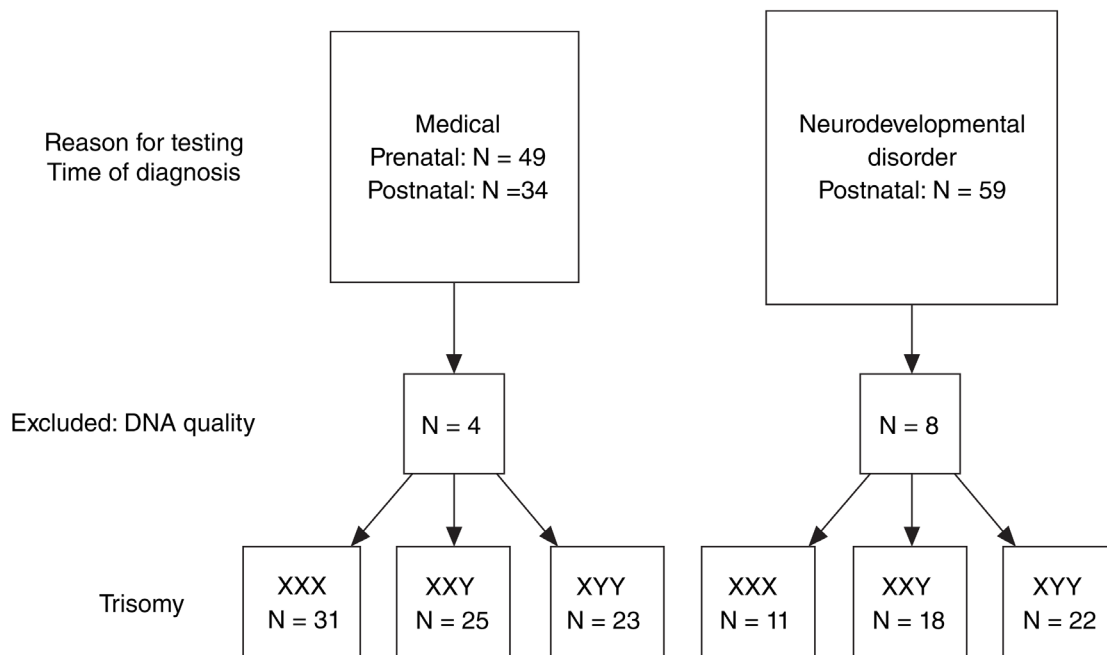 Reason for testing
Time of diagnosis
Medical
Prenatal: N = 49
Postnatal: N =34
Neurodevelopmental
disorder
Postnatal: N = 59
Excluded: DNA quality
N = 4
N = 8
Trisomy
XXX
N = 31
XXY
N = 25
XYY
N = 23
XXX
N = 11
XXY
N = 18
XYY
N = 22